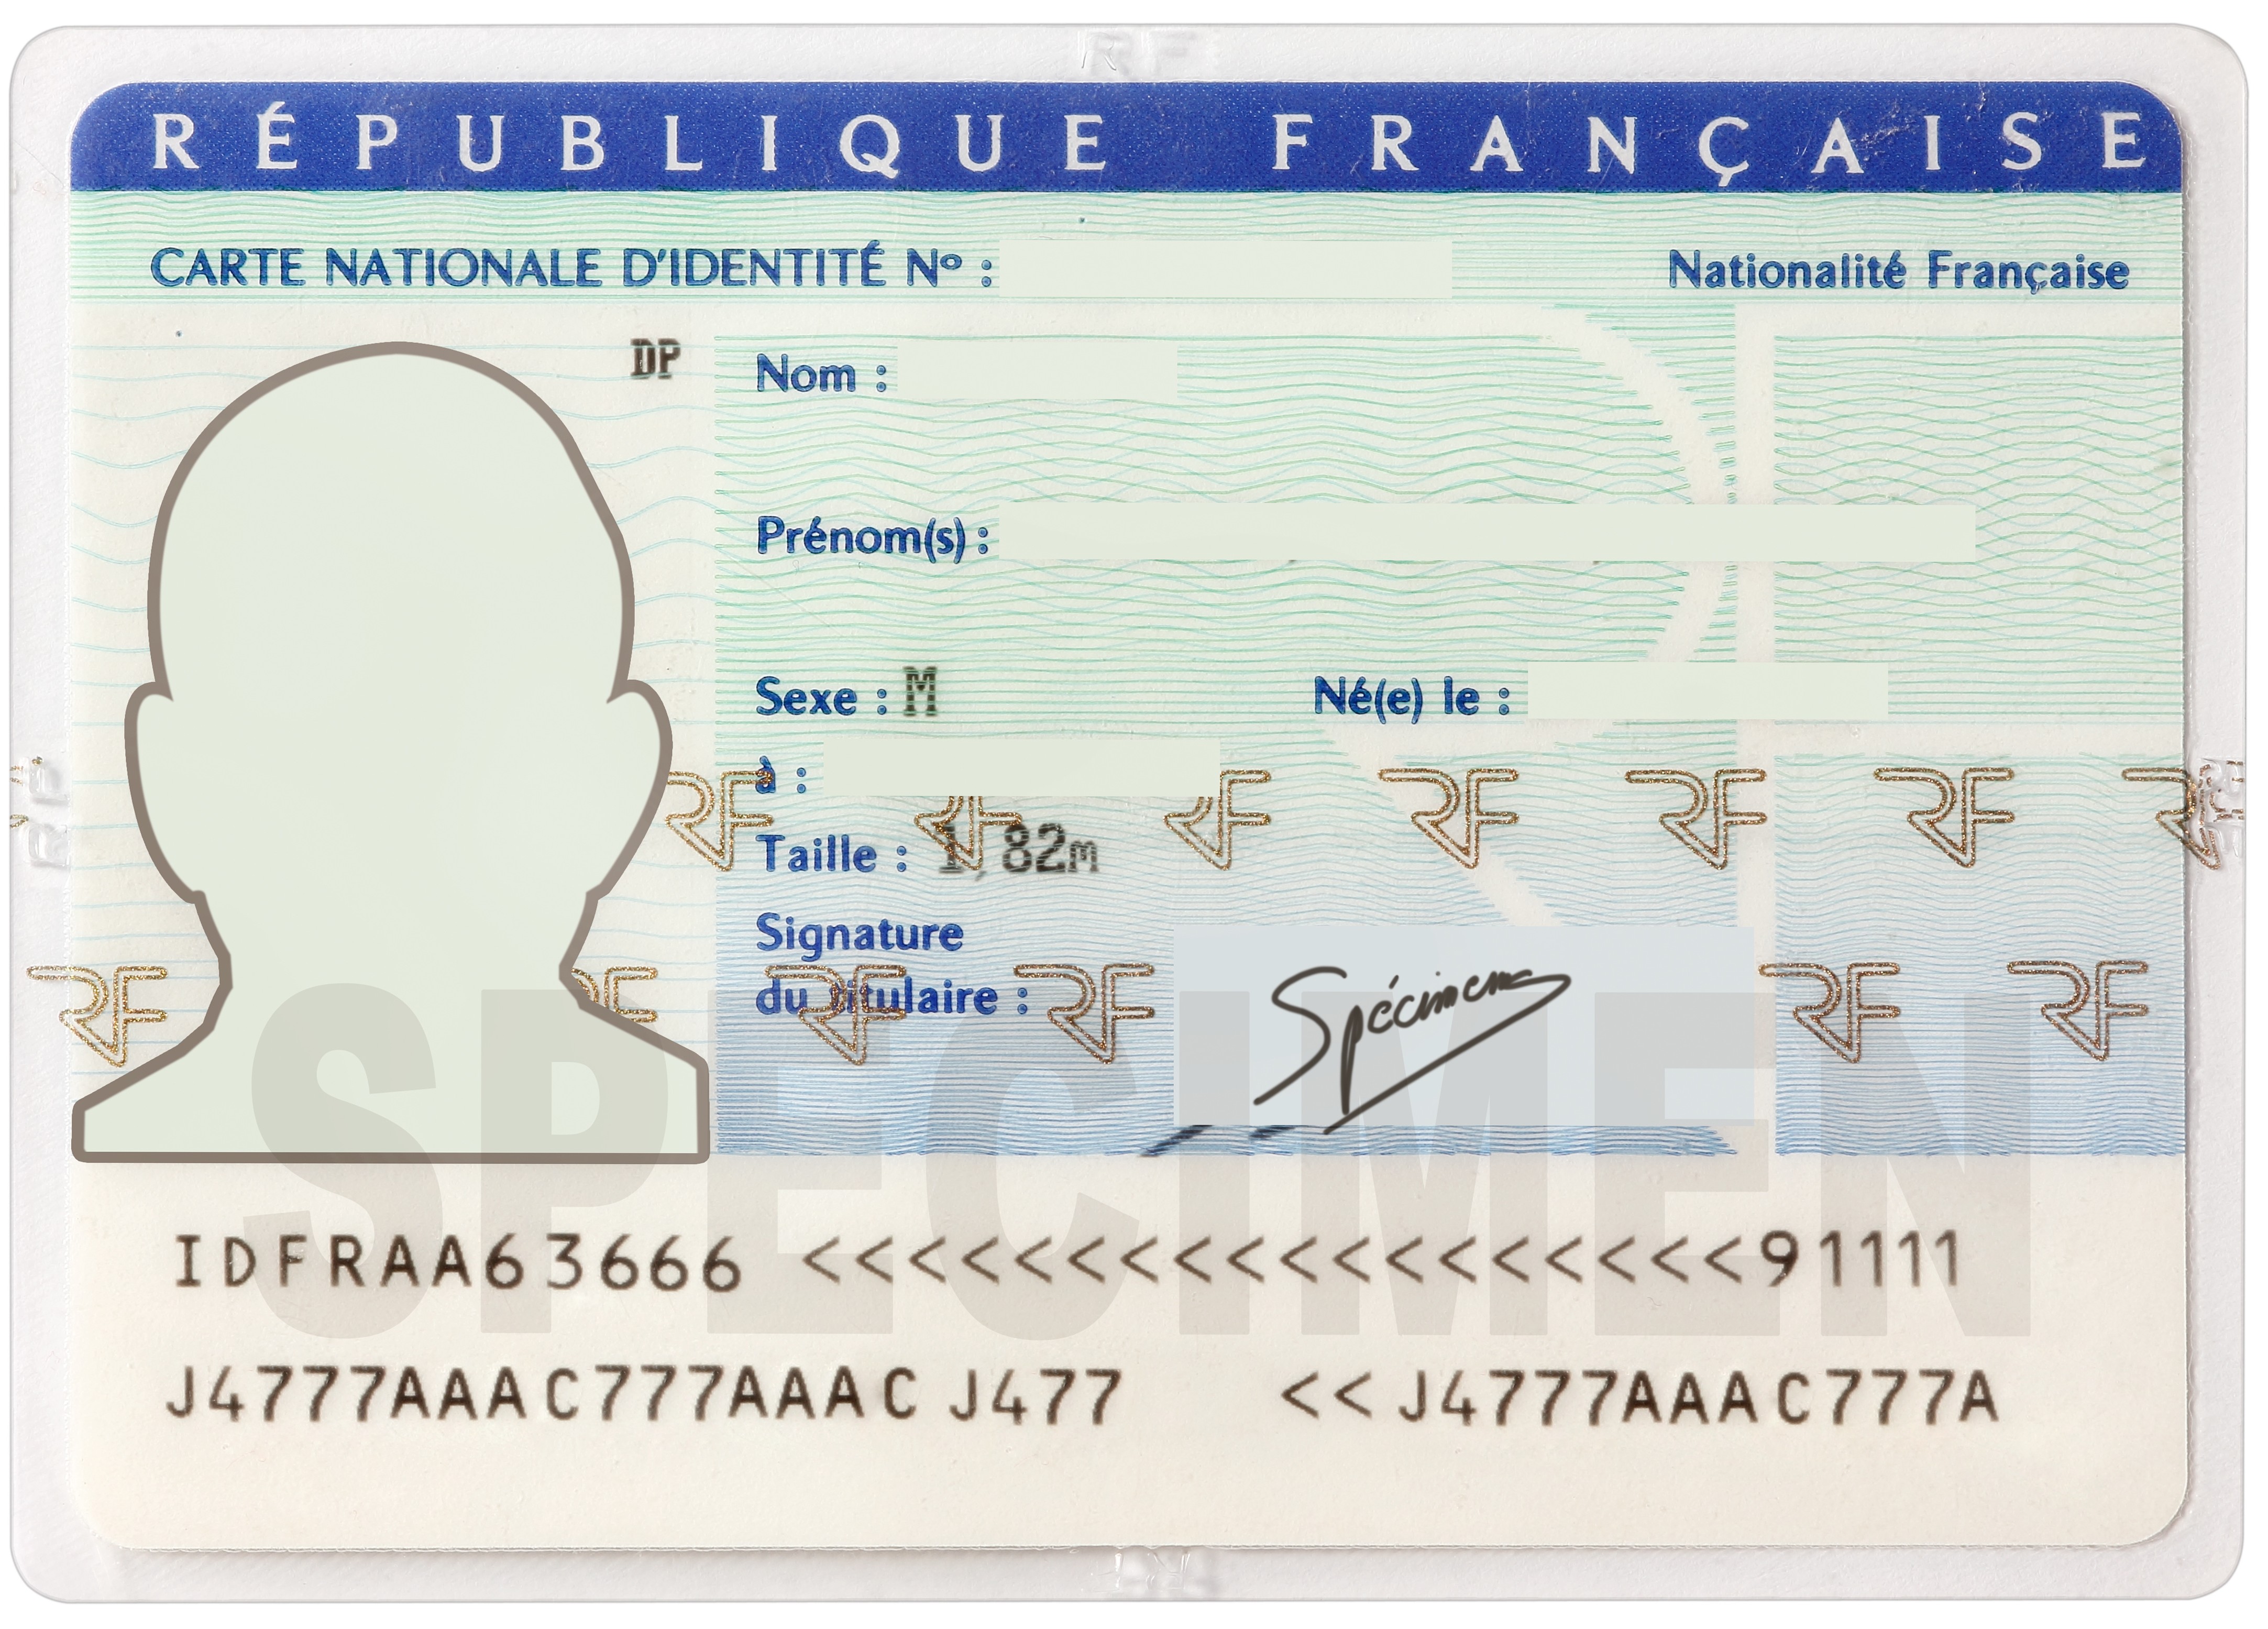 RÉPUBLIQUE FRANÇAISE
CARTE NATIONALE D'IDENTITÉ Nº : Nationalité Française
DP
Nom :
Prénom(s) :
Sexe : M Né(e) le :
à :
Taille : 1,82m
Signature
du titulaire :
Spécimen
RF RF RF RF RF RF RF
RF RF RF RF RF RF
SPECIMEN
IDFRAA63666 <<<<<<<<<<<<<<<<<<91111
J4777AAAC777AAAC J477 <<J4777AAAC777A